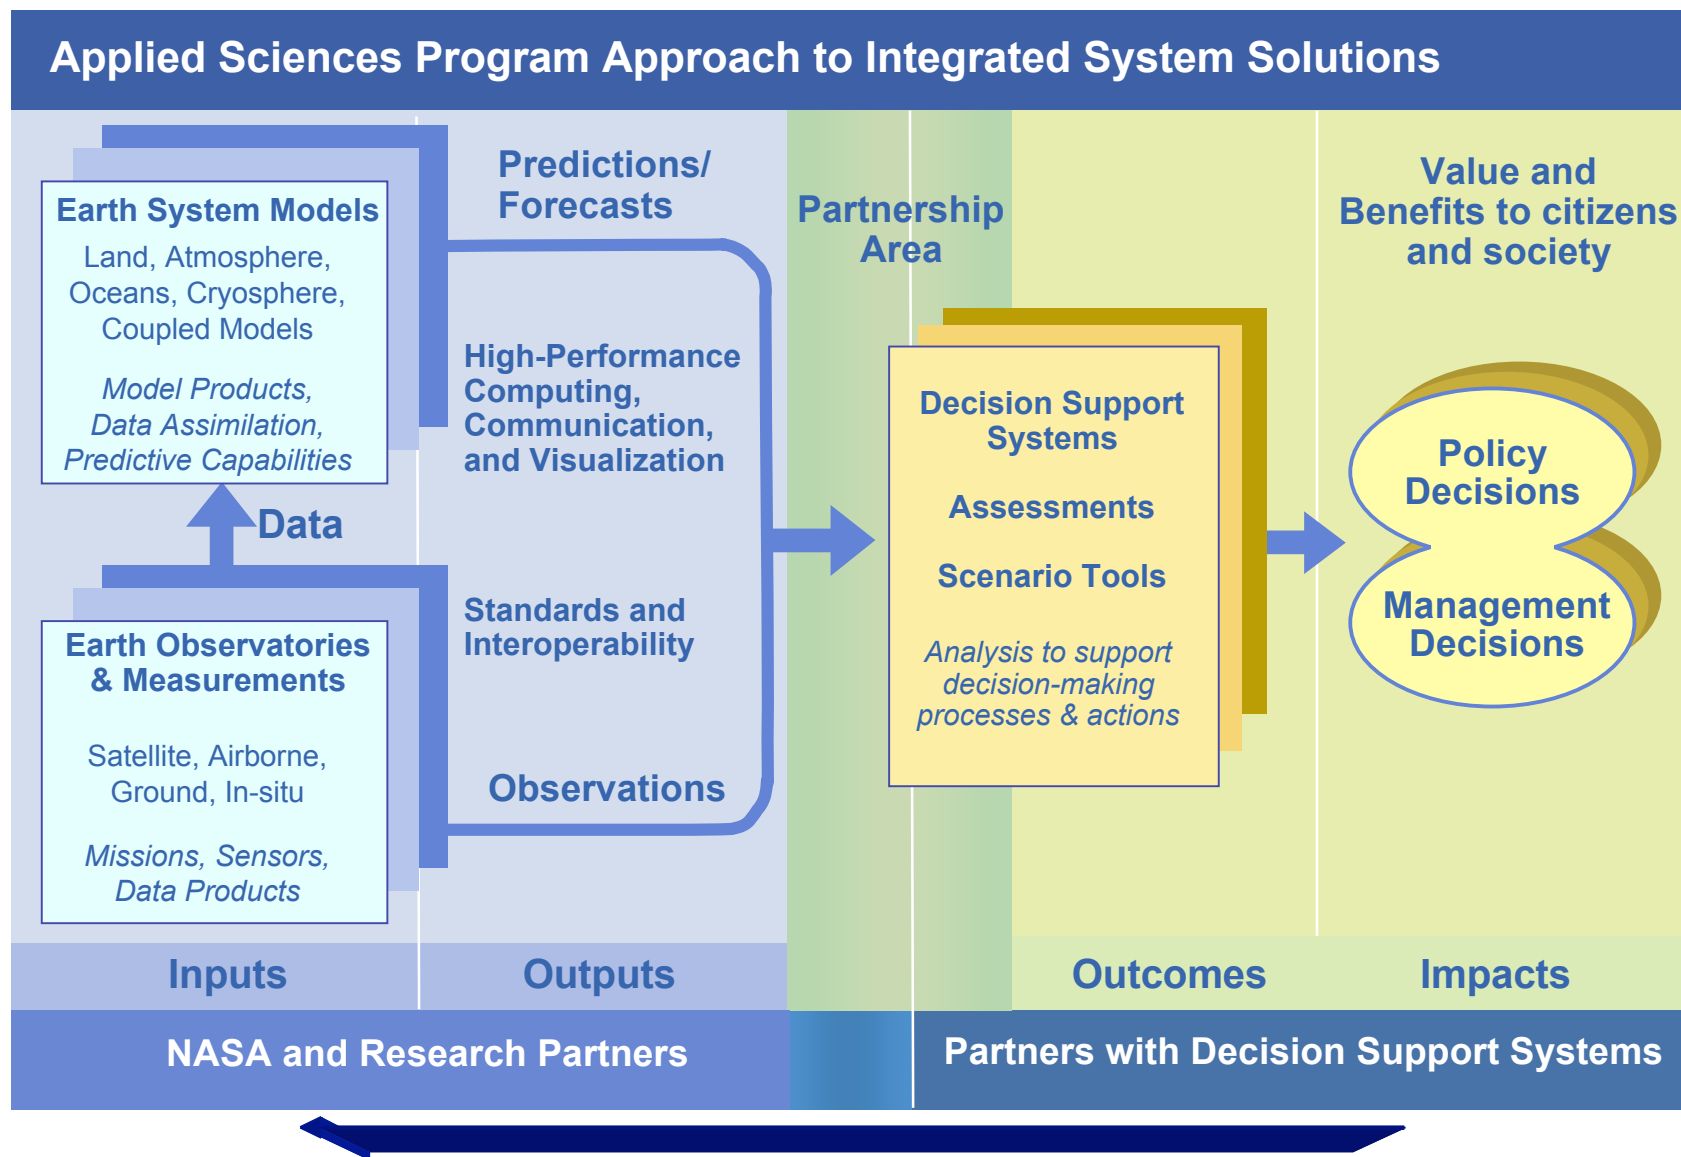 Applied Sciences Program Approach to Integrated System Solutions
Earth System Models
Land, Atmosphere,
Oceans, Cryosphere,
Coupled Models
Model Products,
Data Assimilation,
Predictive Capabilities
Data
Earth Observatories
& Measurements
Satellite, Airborne,
Ground, In-situ
Missions, Sensors,
Data Products
Predictions/
Forecasts
High-Performance
Computing,
Communication,
and Visualization
Standards and
Interoperability
Observations
Partnership
Area
Decision Support
Systems
Assessments
Scenario Tools
Analysis to support
decision-making
processes & actions
Value and
Benefits to citizens
and society
Policy
Decisions
Management
Decisions
Inputs
Outputs
Outcomes
Impacts
NASA and Research Partners
Partners with Decision Support Systems